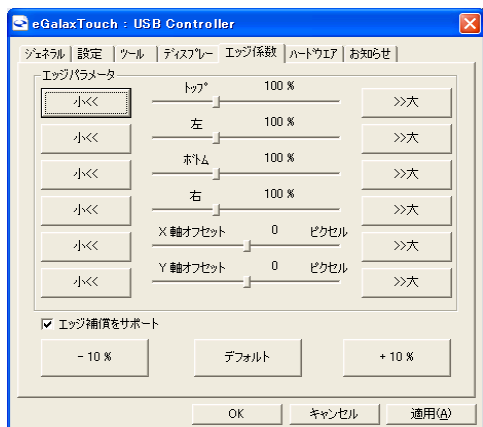 eGalaxTouch : USB Controller
ジェネラル 設定 ツール ディスプレー エッジ係数 ハードウエア お知らせ
エッジパラメータ
小<< トップ 100 % >>大
小<< 左 100 % >>大
小<< ボトム 100 % >>大
小<< 右 100 % >>大
小<< X 軸オフセット 0 ピクセル >>大
小<< Y 軸オフセット 0 ピクセル >>大
エッジ補償をサポート
- 10 % デフォルト + 10 %
OK キャンセル 適用(A)